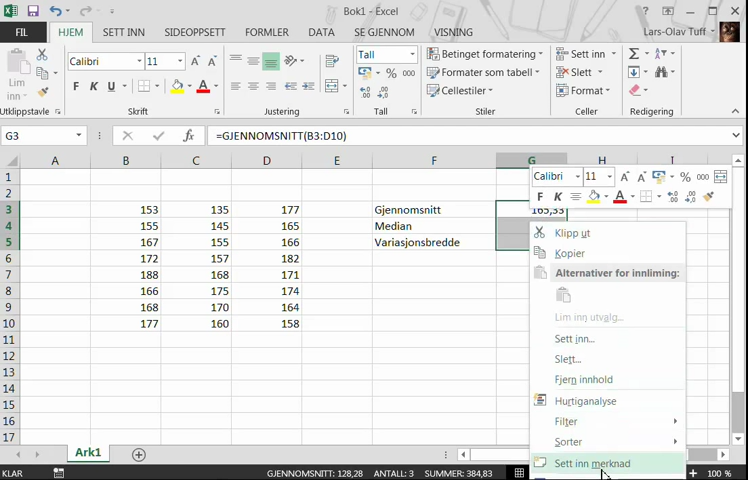 Bok1 - Excel
FIL
HJEM
SETT INN
SIDEOPPSETT
FORMLER
DATA
SE GJENNOM
VISNING
Lars-Olav Tuff
Lim
inn
Calibri
11
F K U
Tall
% 000
Betinget formatering
Formater som tabell
Cellestiler
Sett inn
Slett
Format
Utklippstavle
Skrift
Justering
Tall
Stiler
Celler
Redigering
G3
fx
=GJENNOMSNITT(B3:D10)
A B C D E F G H I
1
2
3 153 135 177 Gjennomsnitt 165,33
4 155 145 165 Median
5 167 155 166 Variasjonsbredde
6 172 157 182
7 188 168 171
8 166 175 174
9 168 170 164
10 177 160 158
11
12
13
14
15
16
17
Calibri 11 % 000
F K
Klipp ut
Kopier
Alternativer for innliming:
Lim inn utvalg...
Sett inn...
Slett...
Fjern innhold
Hurtiganalyse
Filter
Sorter
Sett inn merknad
Ark1
KLAR
GJENNOMSNITT: 128,28 ANTALL: 3 SUMMER: 384,83
100 %